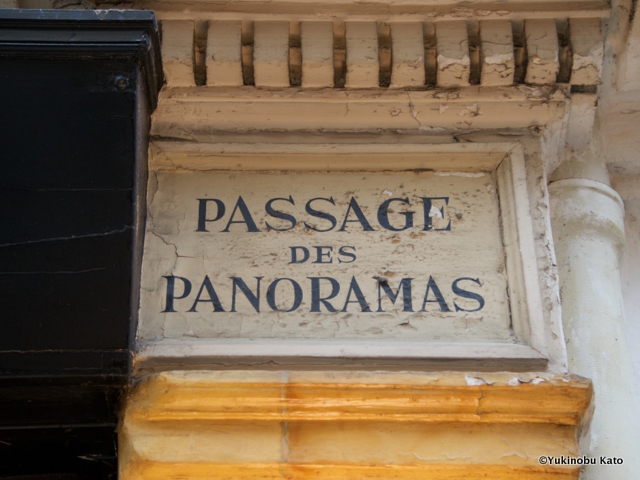 PASSAGE
DES
PANORAMAS
©Yukinobu Kato